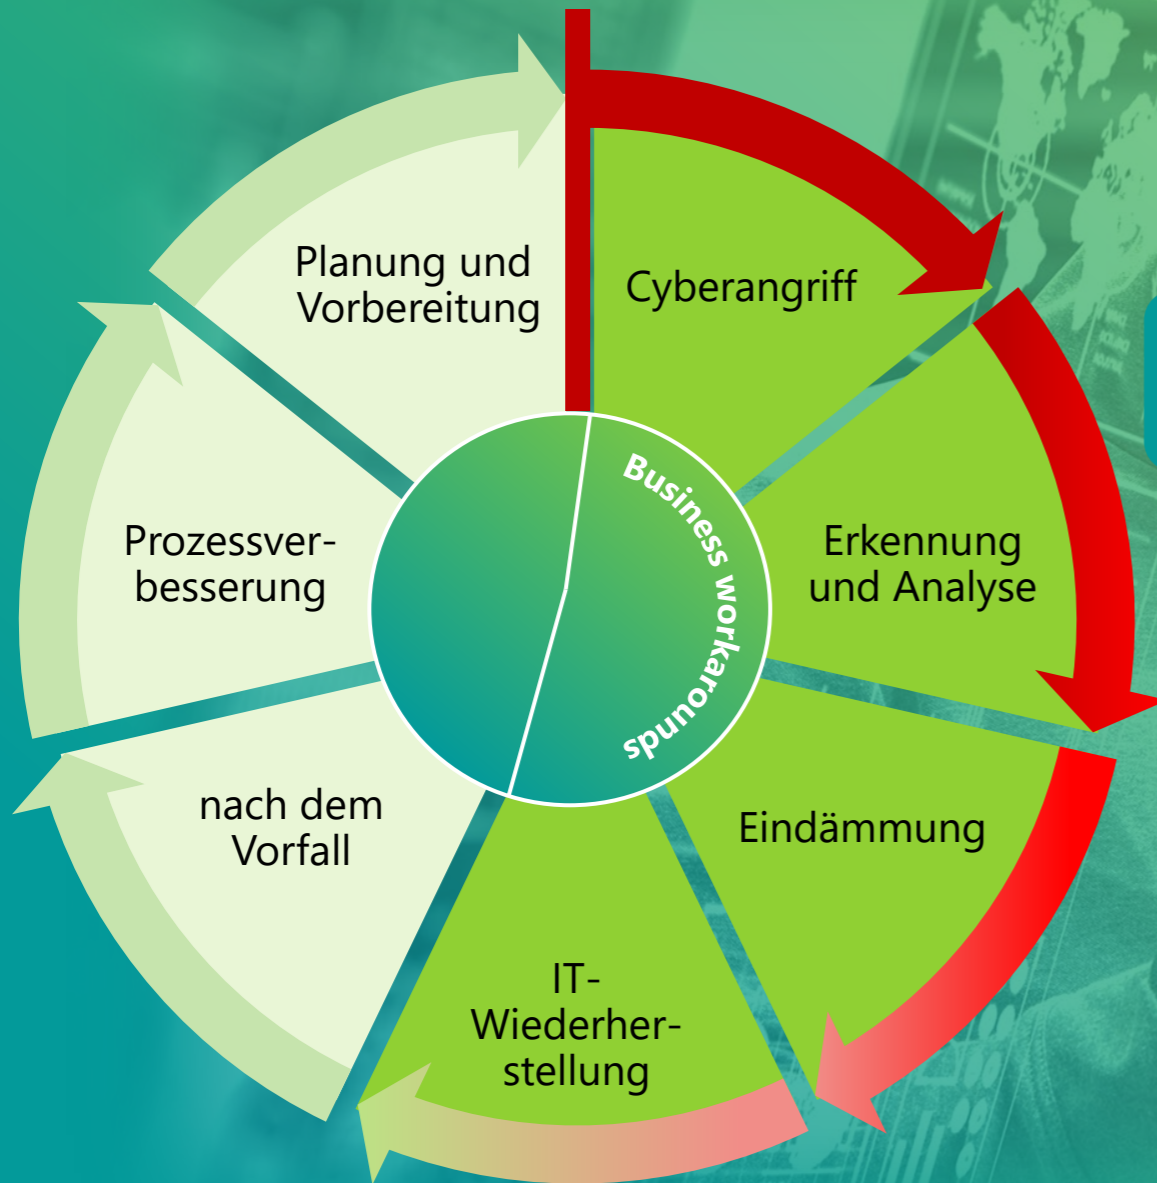 Planung und
Vorbereitung
Cyberangriff
Erkennung
und Analyse
Eindämmung
IT-
Wiederher-
stellung
nach dem
Vorfall
Prozessver-
besserung
Business workarounds